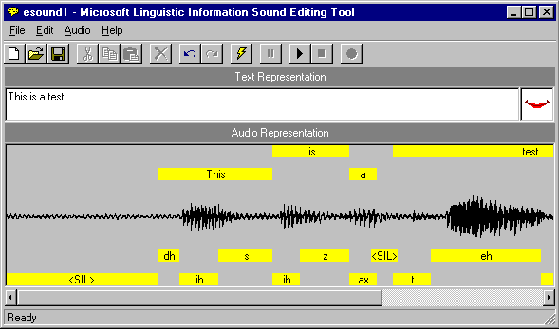 esound1 - Microsoft Linguistic Information Sound Editing Tool
File Edit Audio Help
Text Representation
This is a test
Audio Representation
is test
This a
dh s z <SIL> eh
<SIL> ih ih ax t
Ready